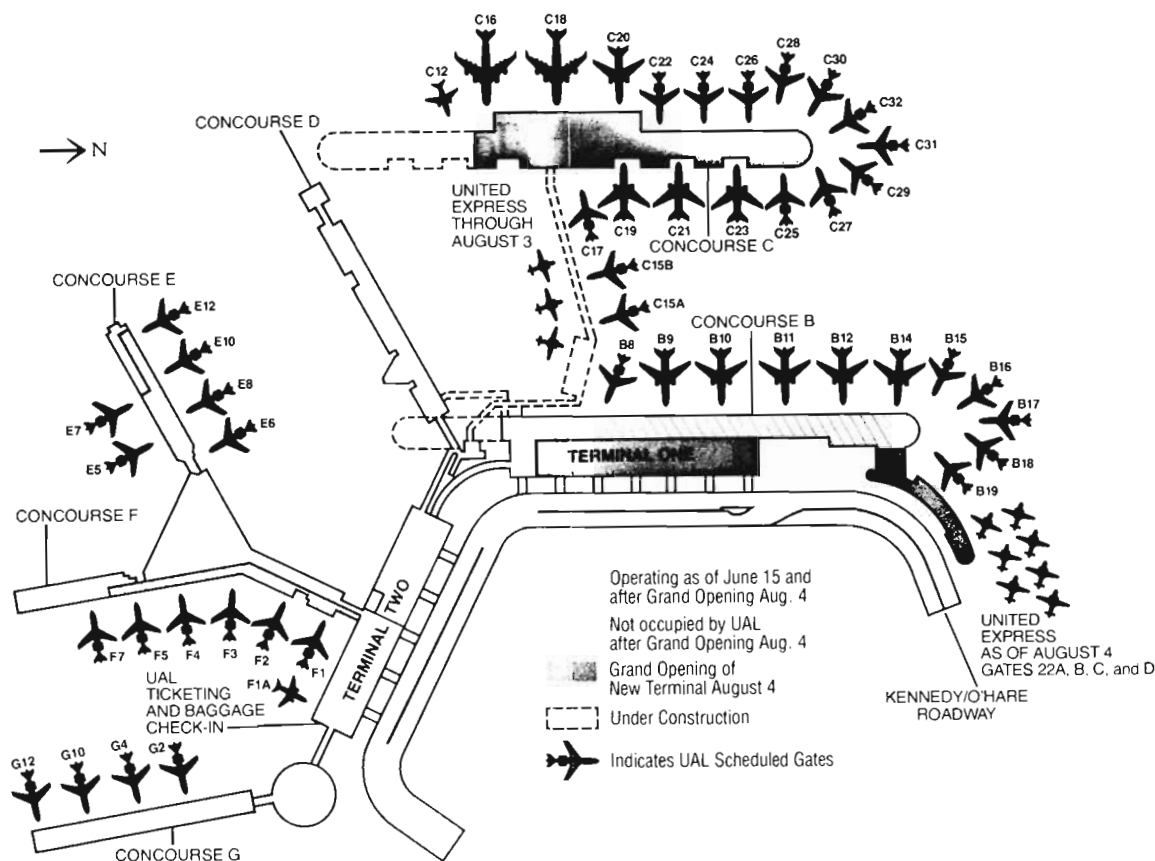 C16
C18
C20
C22
C24
C26
C28
C30
C12
C32
C31
C29
C27
C25
C23
C21
C19
C17
C15B
C15A
CONCOURSE D
N
UNITED
EXPRESS
THROUGH
AUGUST 3
CONCOURSE C
CONCOURSE E
E12
E10
E8
E6
E7
E5
CONCOURSE B
B8
B9
B10
B11
B12
B14
B15
B16
B17
B18
B19
TERMINAL ONE
CONCOURSE F
F7
F5
F4
F3
F2
F1
F1A
TERMINAL TWO
UAL
TICKETING
AND BAGGAGE
CHECK-IN
G12
G10
G4
G2
CONCOURSE G
Operating as of June 15 and
after Grand Opening Aug. 4
Not occupied by UAL
after Grand Opening Aug. 4
Grand Opening of
New Terminal August 4
Under Construction
Indicates UAL Scheduled Gates
UNITED
EXPRESS
AS OF AUGUST 4
GATES 22A, B, C, and D
KENNEDY/O'HARE
ROADWAY